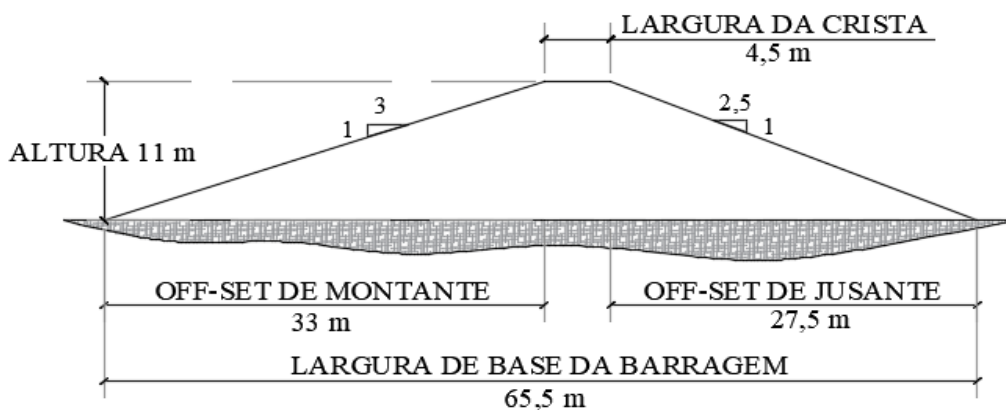 LARGURA DA CRISTA
4,5 m
3
1
2,5
1
ALTURA 11 m
OFF-SET DE MONTANTE
33 m
OFF-SET DE JUSANTE
27,5 m
LARGURA DE BASE DA BARRAGEM
65,5 m